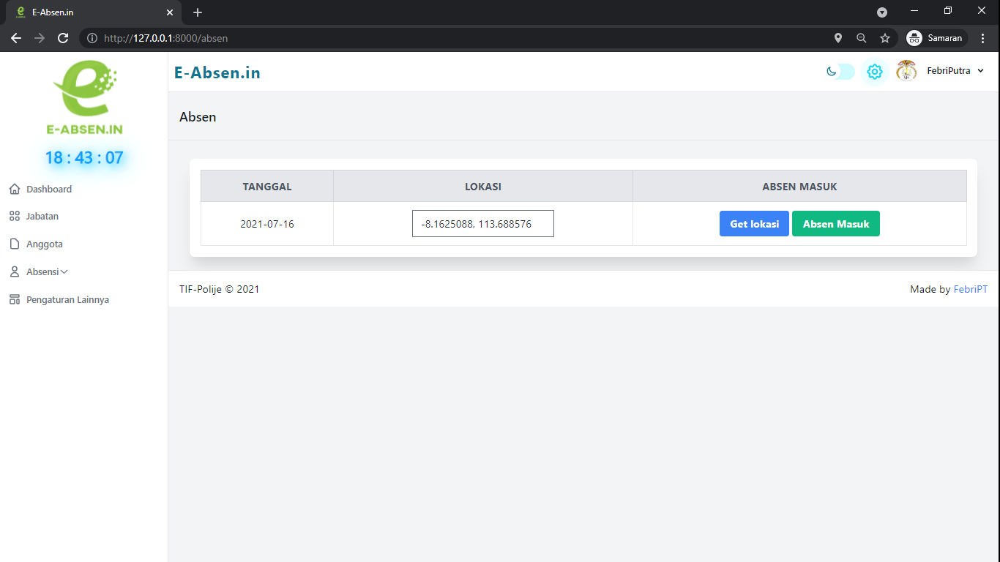 E-Absen.in
http://127.0.0.1:8000/absen
Samaran
E-ABSEN.IN
18 : 43 : 07
Dashboard
Jabatan
Anggota
Absensi
Pengaturan Lainnya
E-Absen.in
FebriPutra
Absen
TANGGAL LOKASI ABSEN MASUK
2021-07-16 -8.1625088, 113.688576 Get lokasi Absen Masuk
TIF-Polije © 2021 Made by FebriPT